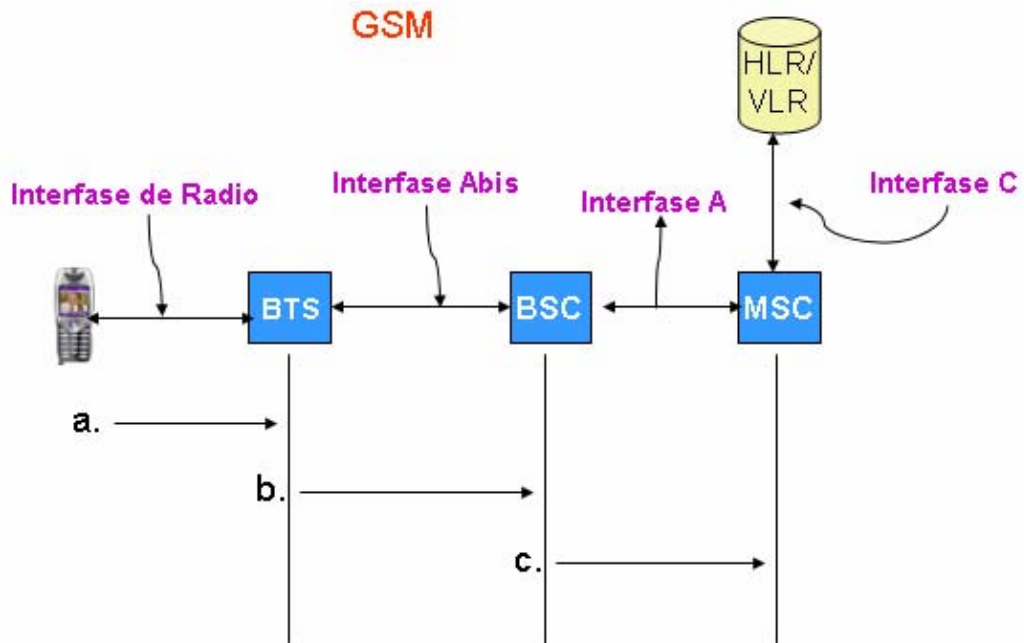 GSM
HLR/
VLR
Interfase de Radio
Interfase Abis
Interfase A
Interfase C
BTS
BSC
MSC
a.
b.
c.